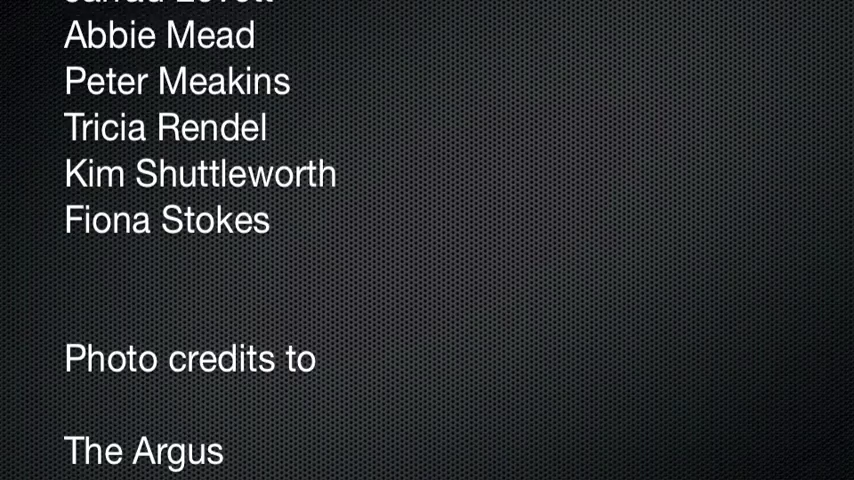 Abbie Mead
Peter Meakins
Tricia Rendel
Kim Shuttleworth
Fiona Stokes
Photo credits to
The Argus